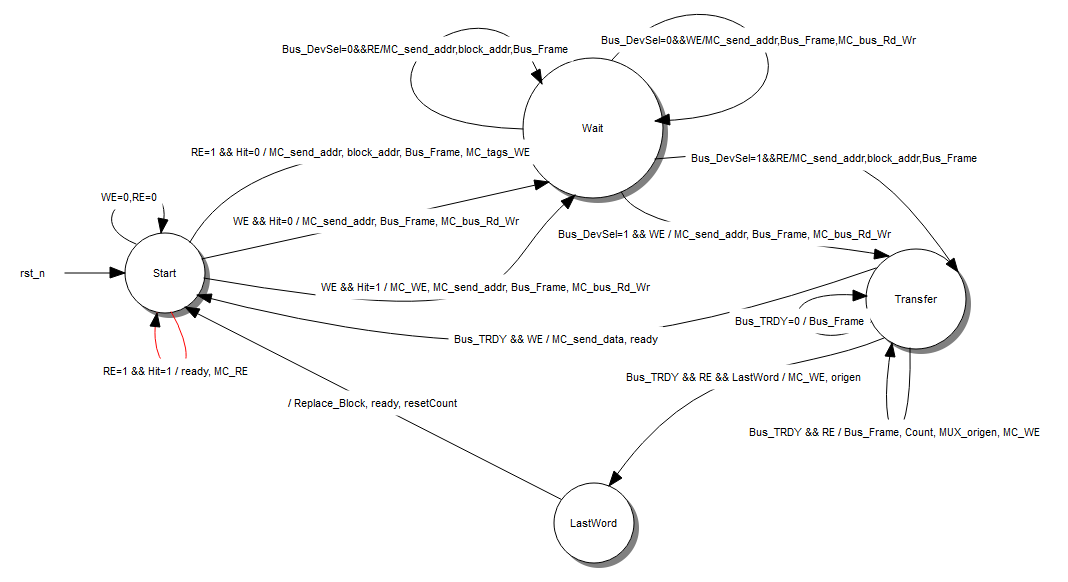 Bus_DevSel=0&&RE/MC_send_addr,block_addr,Bus_Frame
Bus_DevSel=0&&WE/MC_send_addr,Bus_Frame,MC_bus_Rd_Wr
Wait
RE=1 && Hit=0 / MC_send_addr, block_addr, Bus_Frame, MC_tags_WE
Bus_DevSel=1&&RE/MC_send_addr,block_addr,Bus_Frame
WE=0,RE=0
WE && Hit=0 / MC_send_addr, Bus_Frame, MC_bus_Rd_Wr
Bus_DevSel=1 && WE / MC_send_addr, Bus_Frame, MC_bus_Rd_Wr
rst_n
Start
WE && Hit=1 / MC_WE, MC_send_addr, Bus_Frame, MC_bus_Rd_Wr
Transfer
Bus_TRDY=0 / Bus_Frame
Bus_TRDY && WE / MC_send_data, ready
RE=1 && Hit=1 / ready, MC_RE
Bus_TRDY && RE && LastWord / MC_WE, origen
/ Replace_Block, ready, resetCount
Bus_TRDY && RE / Bus_Frame, Count, MUX_origen, MC_WE
LastWord